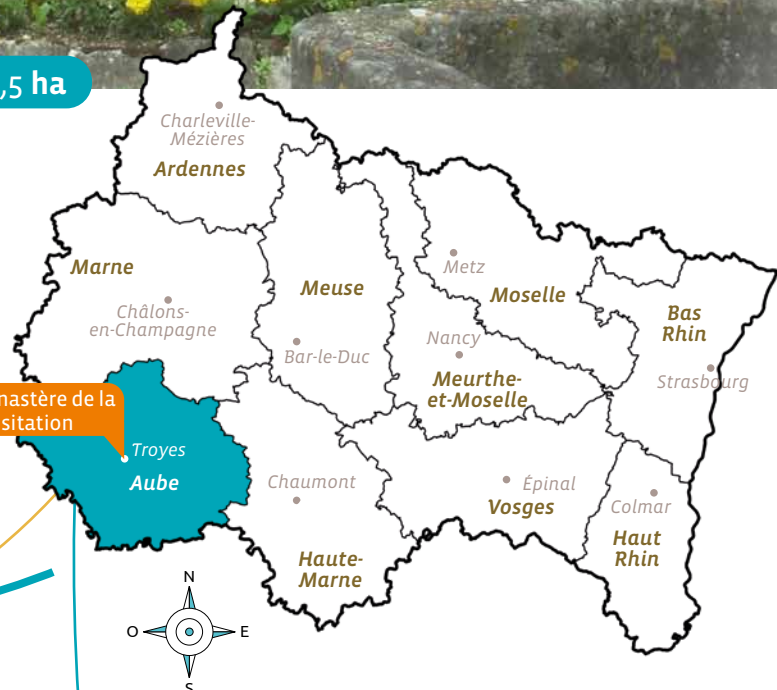 ,5 ha
Charleville-
Mézières
Ardennes
Marne
Châlons-
en-Champagne
Meuse
Bar-le-Duc
Metz
Moselle
Nancy
Meurthe-
et-Moselle
Bas
Rhin
Strasbourg
nastère de la
sitation
Troyes
Aube
Chaumont
Haute-
Marne
Épinal
Vosges
Colmar
Haut
Rhin
N
O
E
S